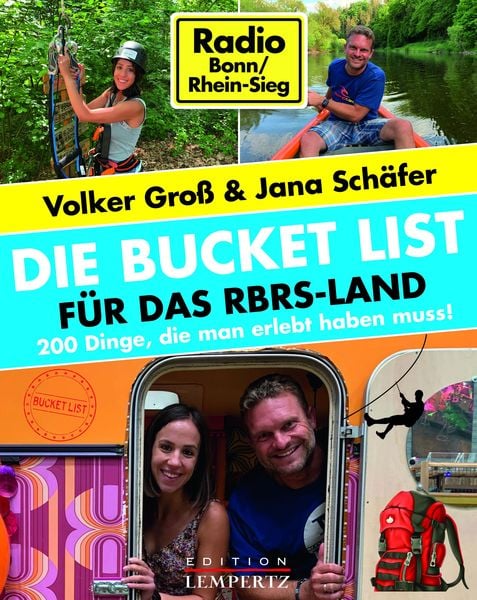 Radio
Bonn/
Rhein-Sieg
Volker Groß & Jana Schäfer
DIE BUCKET LIST
FÜR DAS RBRS-LAND
200 Dinge, die man erlebt haben muss!
BUCKET LIST
EDITION
LEMPERTZ